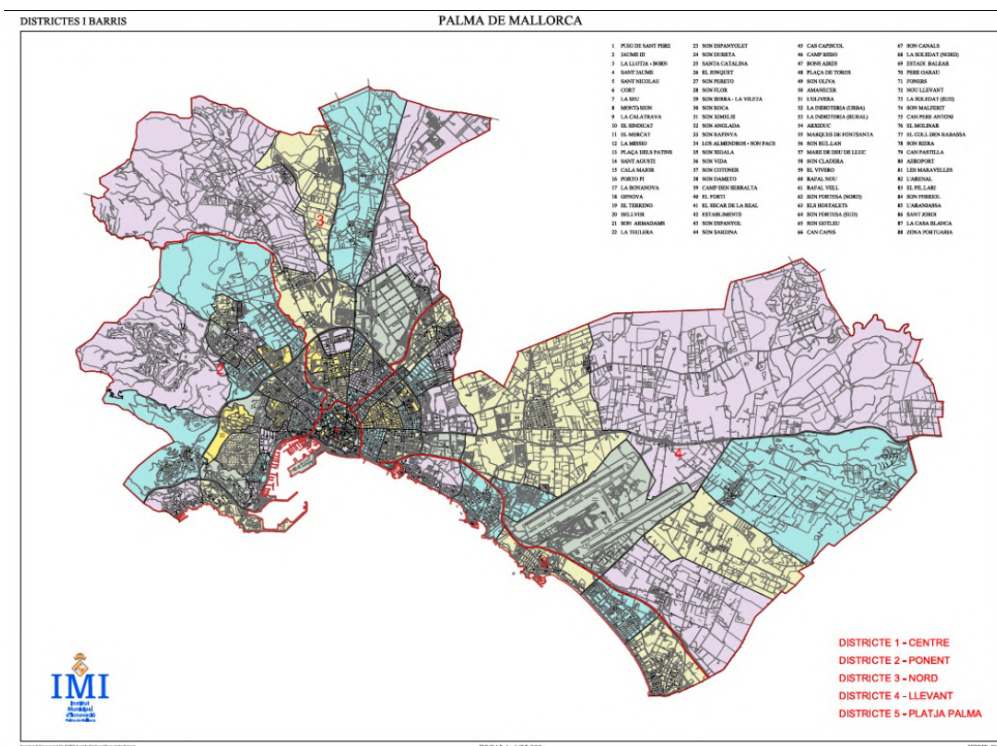 DISTRICTES I BARRIS
PALMA DE MALLORCA
1 PUIG DE SANT PERE
2 JAUME III
3 LA LLOTJA - BORN
4 SANT JAUME
5 SANT NICOLAU
6 CORT
7 LA SEU
8 MONTI-SION
9 LA CALATRAVA
10 EL SINDICAT
11 EL MERCAT
12 LA MISSIO
13 PLAÇA DELS PATINS
14 SANT AGUSTI
15 CALA MAJOR
16 PORTO PI
17 LA BONANOVA
18 GENOVA
19 EL TERRENO
20 BELLVER
21 SON ARMADAMS
22 LA TEULERA
23 SON ESPANYOLET
24 SON DURETA
25 SANTA CATALINA
26 EL JONQUET
27 SON PERETO
28 SON FLOR
29 SON SERRA - LA VILETA
30 SON ROCA
31 SON XIMELIS
32 SON ANGLADA
33 SON RAPINYA
34 LOS ALMENDROS - SON PACS
35 SON XIGALA
36 SON VIDA
37 SON COTONER
38 SON DAMETO
39 CAMP DEN SERRALTA
40 EL FORTI
41 EL SECAR DE LA REAL
42 ESTABLIMENTS
43 SON ESPANYOL
44 SON SARDINA
45 CAS CAPISCOL
46 CAMP REDO
47 BONS AIRES
48 PLAÇA DE TOROS
49 SON OLIVA
50 AMANECER
51 L'OLIVERA
52 LA INDIOTERIA (URBA)
53 LA INDIOTERIA (RURAL)
54 ARXIDUC
55 MARQUES DE FONTSANTA
56 SON RULLAN
57 MARE DE DEU DE LLUC
58 SON CLADERA
59 EL VIVERO
60 RAFAL NOU
61 RAFAL VELL
62 SON FORTESA (NORD)
63 ELS HOSTALETS
64 SON FORTESA (SUD)
65 SON GOTLEU
66 CAN CAPES
67 SON CANALS
68 LA SOLEDAT (NORD)
69 ESTADI BALEAR
70 PERE GARAU
71 FONERS
72 NOU LLEVANT
73 LA SOLEDAT (SUD)
74 SON MALFERIT
75 CAN PERE ANTONI
76 EL MOLINAR
77 EL COLL DEN RABASSA
78 SON RIERA
79 CAN PASTILLA
80 AEROPORT
81 LES MARAVELLES
82 L'ARENAL
83 EL PIL.LARI
84 SON FERRIOL
85 L'ARANJASSA
86 SANT JORDI
87 LA CASA BLANCA
88 ZONA PORTUARIA
3
2
4
DISTRICTE 1 - CENTRE
DISTRICTE 2 - PONENT
DISTRICTE 3 - NORD
DISTRICTE 4 - LLEVANT
DISTRICTE 5 - PLATJA PALMA
IMI
Institut
Municipal
d'Innovació
Palma de Mallorca